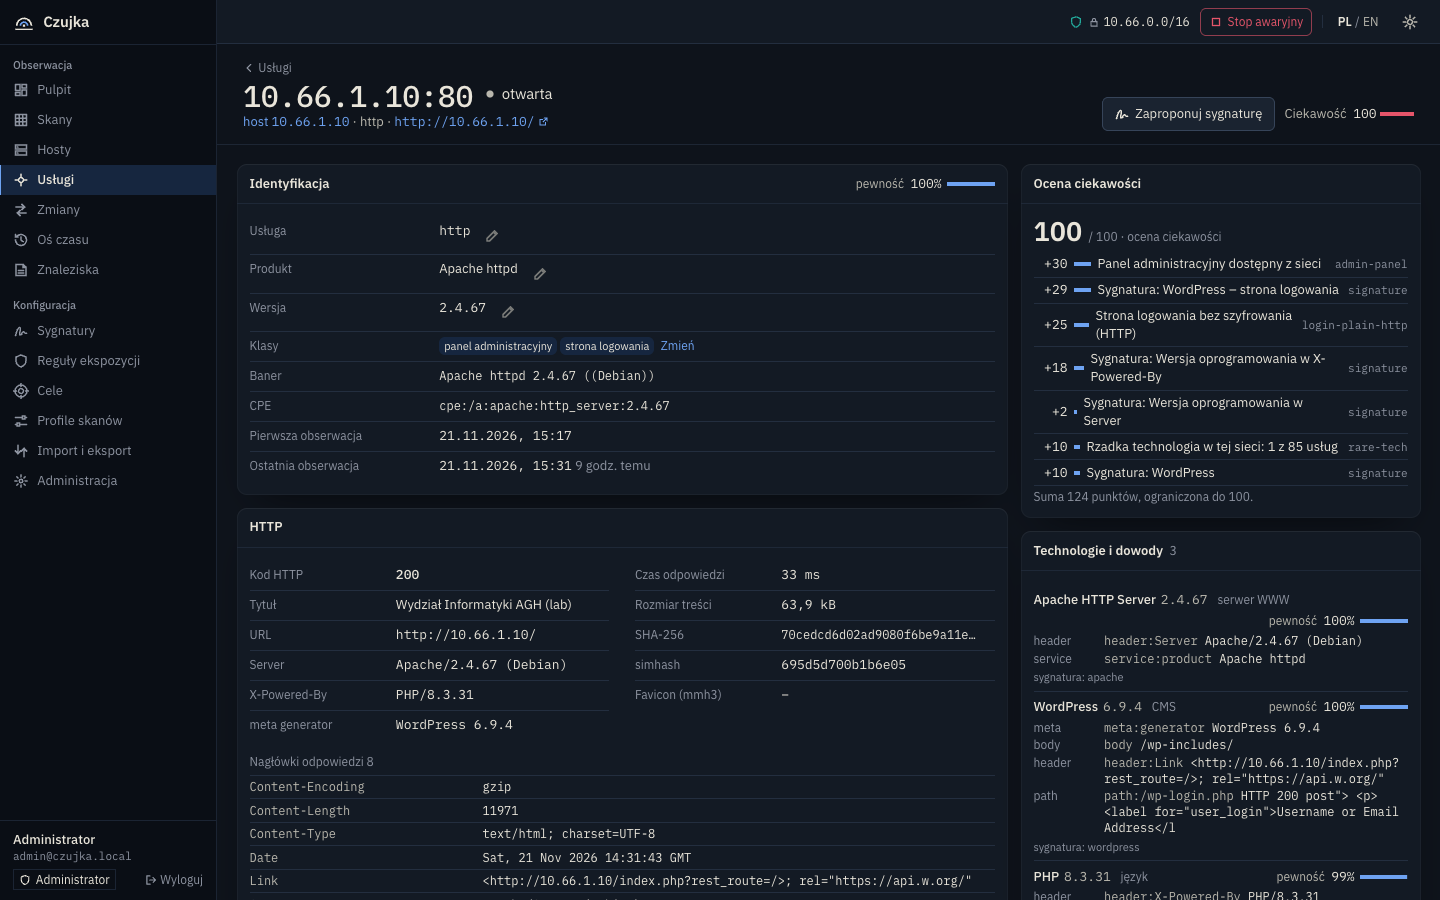 Czujka
10.66.0.0/16
Stop awaryjny
PL / EN
Obserwacja
Pulpit
Skany
Hosty
Usługi
Zmiany
Oś czasu
Znaleziska
Konfiguracja
Sygnatury
Reguły ekspozycji
Cele
Profile skanów
Import i eksport
Administracja
Administrator
admin@czujka.local
Administrator
Wyloguj
Usługi
10.66.1.10:80 otwarta
host 10.66.1.10 · http · http://10.66.1.10/
Zaproponuj sygnaturę
Ciekawość 100
Identyfikacja pewność 100%
Usługa http
Produkt Apache httpd
Wersja 2.4.67
Klasy panel administracyjny strona logowania Zmień
Baner Apache httpd 2.4.67 ((Debian))
CPE cpe:/a:apache:http_server:2.4.67
Pierwsza obserwacja 21.11.2026, 15:17
Ostatnia obserwacja 21.11.2026, 15:31 9 godz. temu
HTTP
Kod HTTP 200
Tytuł Wydział Informatyki AGH (lab)
URL http://10.66.1.10/
Server Apache/2.4.67 (Debian)
X-Powered-By PHP/8.3.31
meta generator WordPress 6.9.4
Czas odpowiedzi 33 ms
Rozmiar treści 63,9 kB
SHA-256 70cedcd6d02ad9080f6be9a11e…
simhash 695d5d700b1b6e05
Favicon (mmh3) –
Nagłówki odpowiedzi 8
Content-Encoding gzip
Content-Length 11971
Content-Type text/html; charset=UTF-8
Date Sat, 21 Nov 2026 14:31:43 GMT
Link <http://10.66.1.10/index.php?rest_route=/>; rel="https://api.w.org/"
Ocena ciekawości
100 / 100 · ocena ciekawości
+30 Panel administracyjny dostępny z sieci admin-panel
+29 Sygnatura: WordPress – strona logowania signature
+25 Strona logowania bez szyfrowania
(HTTP) login-plain-http
+18 Sygnatura: Wersja oprogramowania w X-
Powered-By signature
+2 Sygnatura: Wersja oprogramowania w
Server signature
+10 Rzadka technologia w tej sieci: 1 z 85 usług rare-tech
+10 Sygnatura: WordPress signature
Suma 124 punktów, ograniczona do 100.
Technologie i dowody 3
Apache HTTP Server 2.4.67 serwer WWW
pewność 100%
header header:Server Apache/2.4.67 (Debian)
service service:product Apache httpd
sygnatura: apache
WordPress 6.9.4 CMS pewność 100%
meta meta:generator WordPress 6.9.4
body body /wp-includes/
header header:Link <http://10.66.1.10/index.php?
rest_route=/>; rel="https://api.w.org/"
path path:/wp-login.php HTTP 200 post"> <p>
<label for="user_login">Username or Email
Address</l
sygnatura: wordpress
PHP 8.3.31 język pewność 99%
header header:X-Powered-By PHP/8.3.31